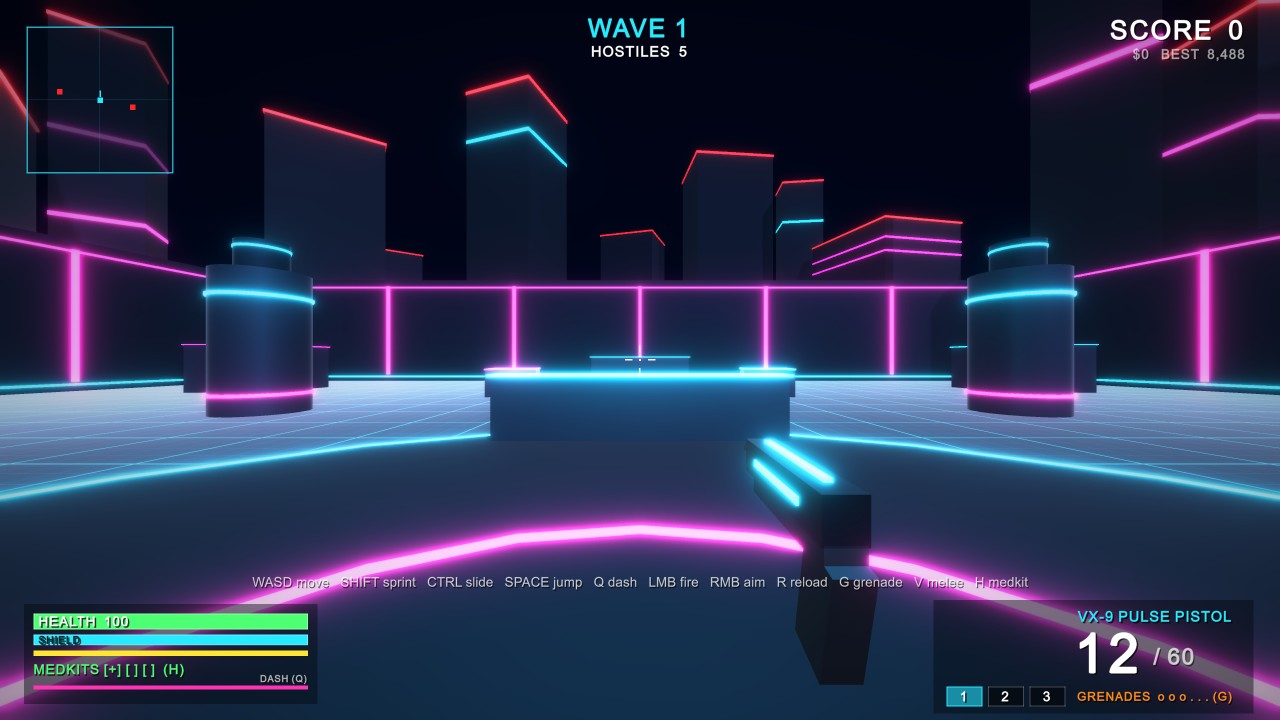 WAVE 1
HOSTILES 5
SCORE 0
$0 BEST 8,488
WASD move SHIFT sprint CTRL slide SPACE jump Q dash LMB fire RMB aim R reload G grenade V melee H medkit
HEALTH 100
SHIELD
MEDKITS [+] [ ] [ ] (H)
DASH (Q)
VX-9 PULSE PISTOL
12 / 60
1 2 3 GRENADES o o o . . . (G)